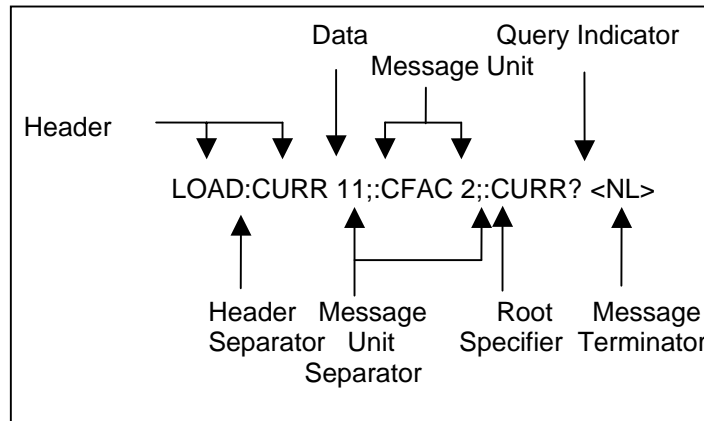 Data
Query Indicator
Message Unit
Header
LOAD:CURR 11;:CFAC 2;:CURR? <NL>
Header Separator
Message Unit Separator
Root Specifier
Message Terminator